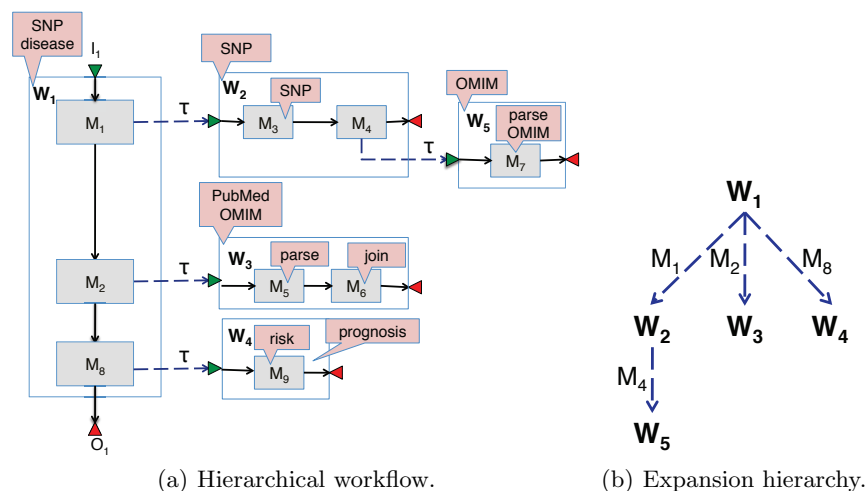 SNP
disease
I1
W1
M1
τ
SNP
W2
SNP
M3
M4
τ
OMIM
W5
parse
OMIM
M7
PubMed
OMIM
M2
τ
W3
parse
join
M5
M6
M8
τ
W4
risk
prognosis
M9
O1
(a) Hierarchical workflow.
W1
M1
M2
M8
W2
W3
W4
M4
W5
(b) Expansion hierarchy.